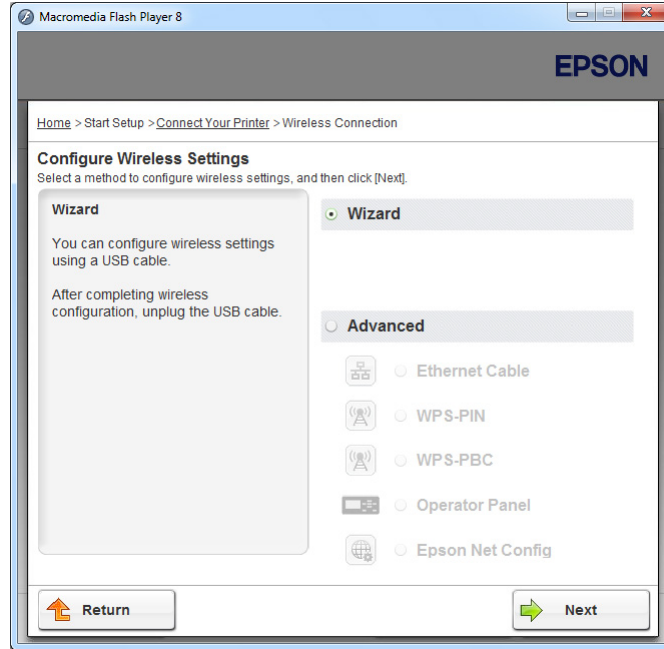 Macromedia Flash Player 8
EPSON
Home > Start Setup > Connect Your Printer > Wireless Connection
Configure Wireless Settings
Select a method to configure wireless settings, and then click [Next].
Wizard
You can configure wireless settings
using a USB cable.
After completing wireless
configuration, unplug the USB cable.
Wizard
Advanced
Ethernet Cable
WPS-PIN
WPS-PBC
Operator Panel
Epson Net Config
Return
Next